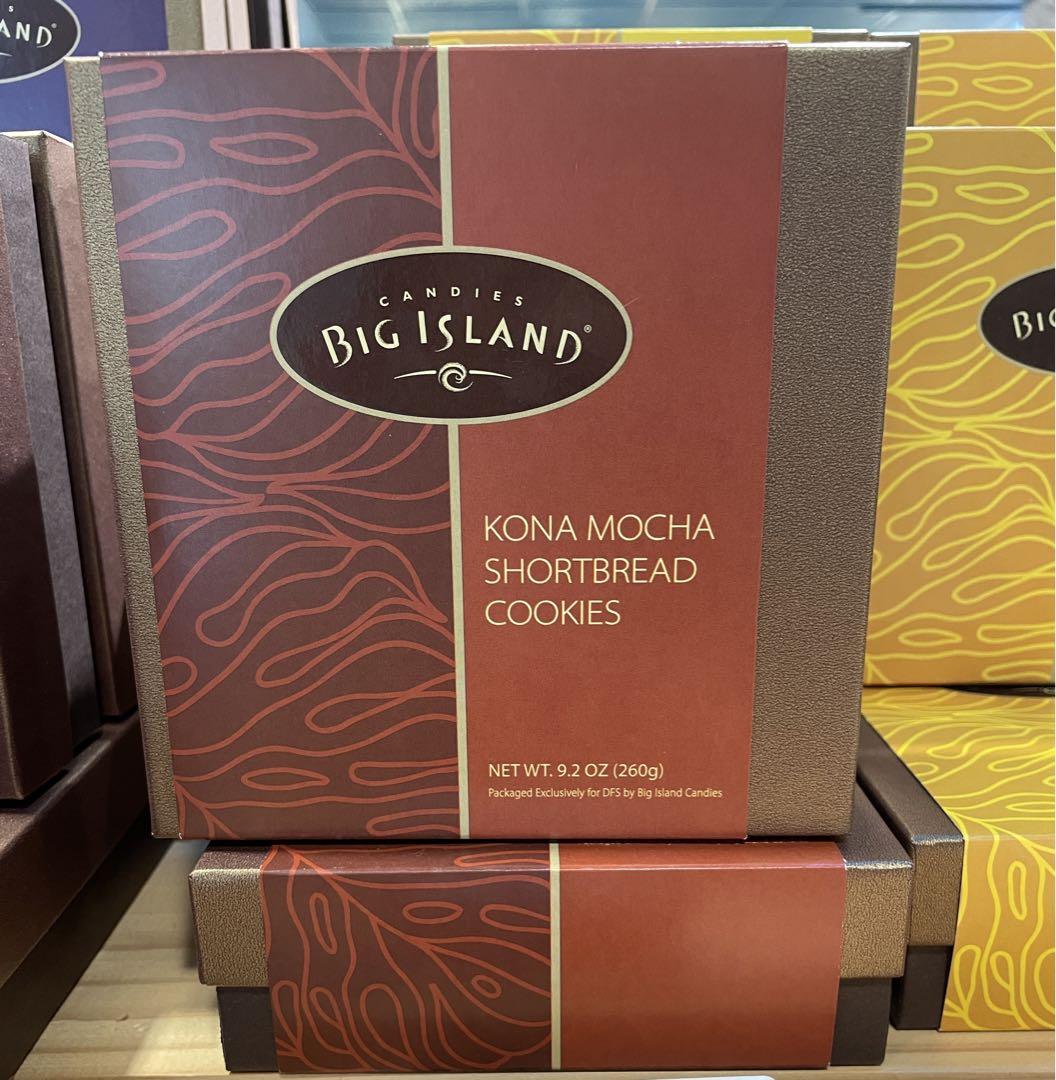 AND
CANDIES
BIG ISLAND®
KONA MOCHA
SHORTBREAD
COOKIES
NET WT. 9.2 OZ (260g)
Packaged Exclusively for DFS by Big Island Candies